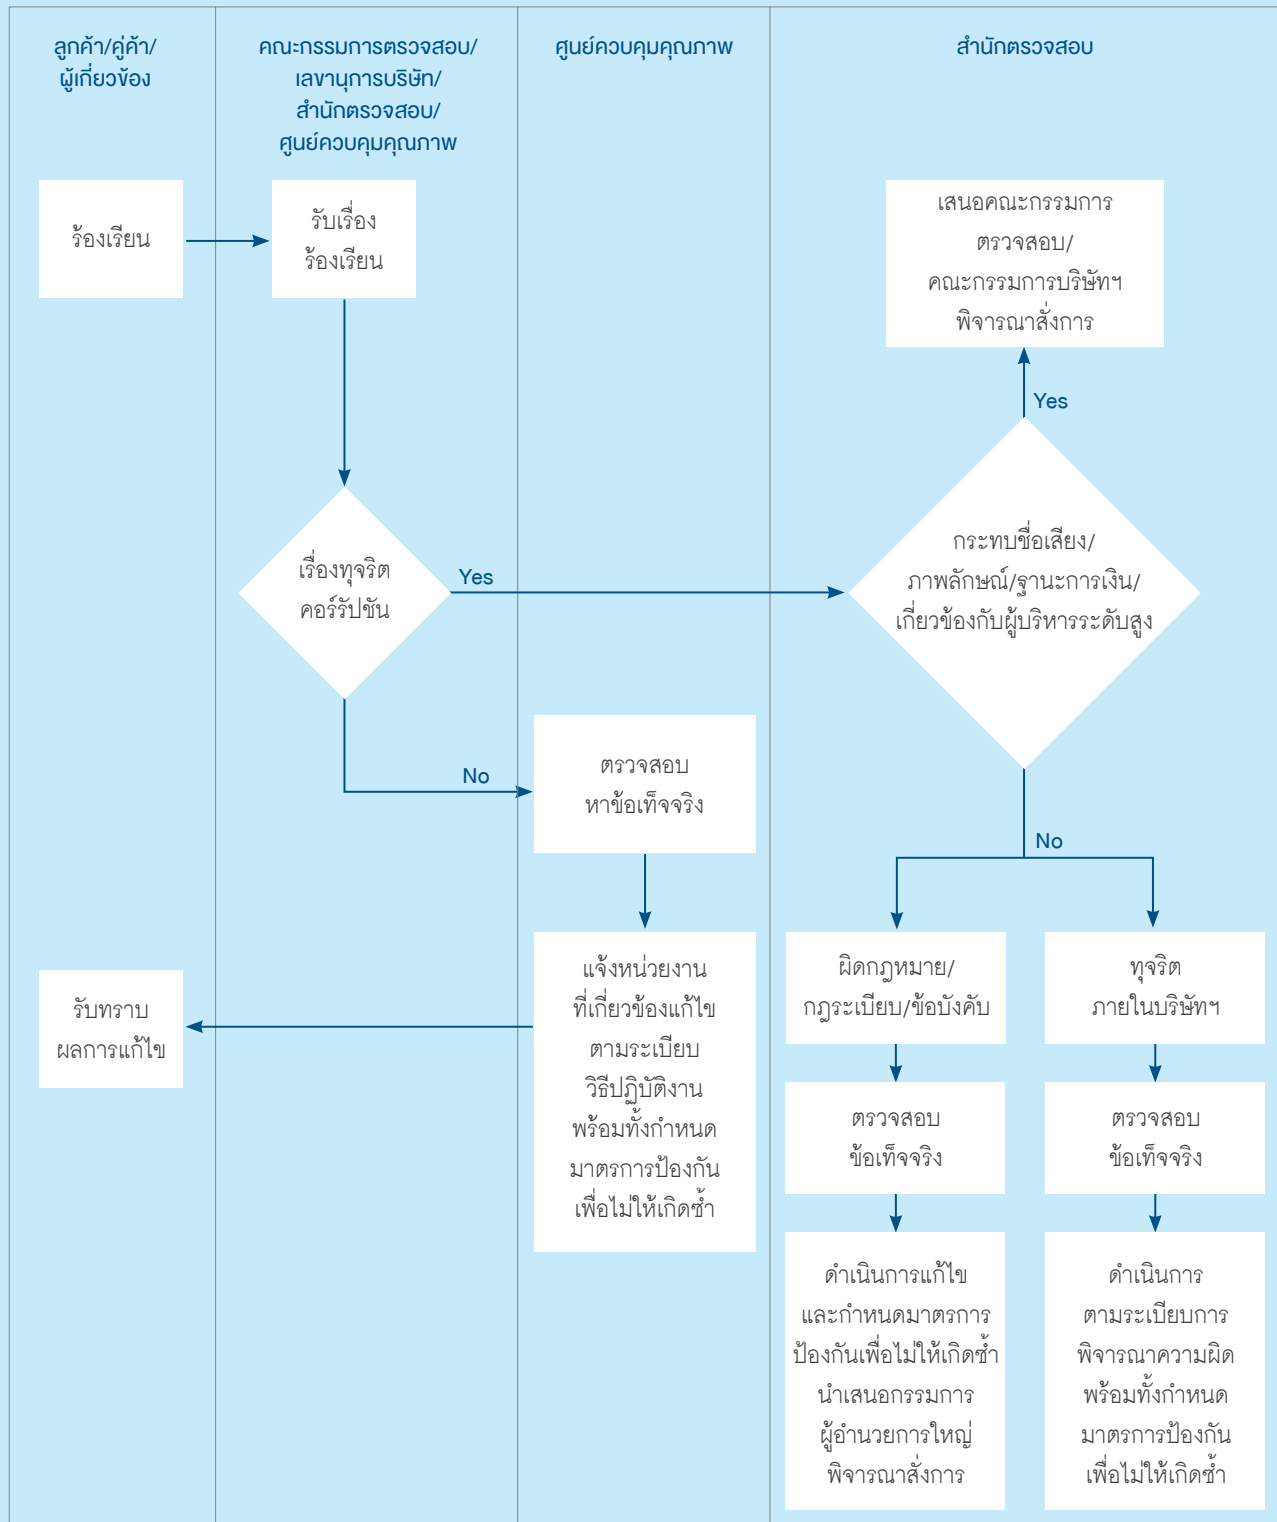 ลูกค้า/คู่ค้า/
ผู้เกี่ยวข้อง
คณะกรรมการตรวจสอบ/
เลขานุการบริษัท/
สำนักตรวจสอบ/
ศูนย์ควบคุมคุณภาพ
ศูนย์ควบคุมคุณภาพ
สำนักตรวจสอบ
ร้องเรียน
รับเรื่อง
ร้องเรียน
เสนอคณะกรรมการ
ตรวจสอบ/
คณะกรรมการบริษัทฯ
พิจารณาสั่งการ
Yes
เรื่องทุจริต
คอร์รัปชัน
Yes
กระทบชื่อเสียง/
ภาพลักษณ์/ฐานะการเงิน/
เกี่ยวข้องกับผู้บริหารระดับสูง
No
ตรวจสอบ
หาข้อเท็จจริง
No
รับทราบ
ผลการแก้ไข
แจ้งหน่วยงาน
ที่เกี่ยวข้องแก้ไข
ตามระเบียบ
วิธีปฏิบัติงาน
พร้อมทั้งกำหนด
มาตรการป้องกัน
เพื่อไม่ให้เกิดซ้ำ
ผิดกฎหมาย/
กฎระเบียบ/ข้อบังคับ
ทุจริต
ภายในบริษัทฯ
ตรวจสอบ
ข้อเท็จจริง
ตรวจสอบ
ข้อเท็จจริง
ดำเนินการแก้ไข
และกำหนดมาตรการ
ป้องกันเพื่อไม่ให้เกิดซ้ำ
นำเสนอกรรมการ
ผู้อำนวยการใหญ่
พิจารณาสั่งการ
ดำเนินการ
ตามระเบียบการ
พิจารณาความผิด
พร้อมทั้งกำหนด
มาตรการป้องกัน
เพื่อไม่ให้เกิดซ้ำ